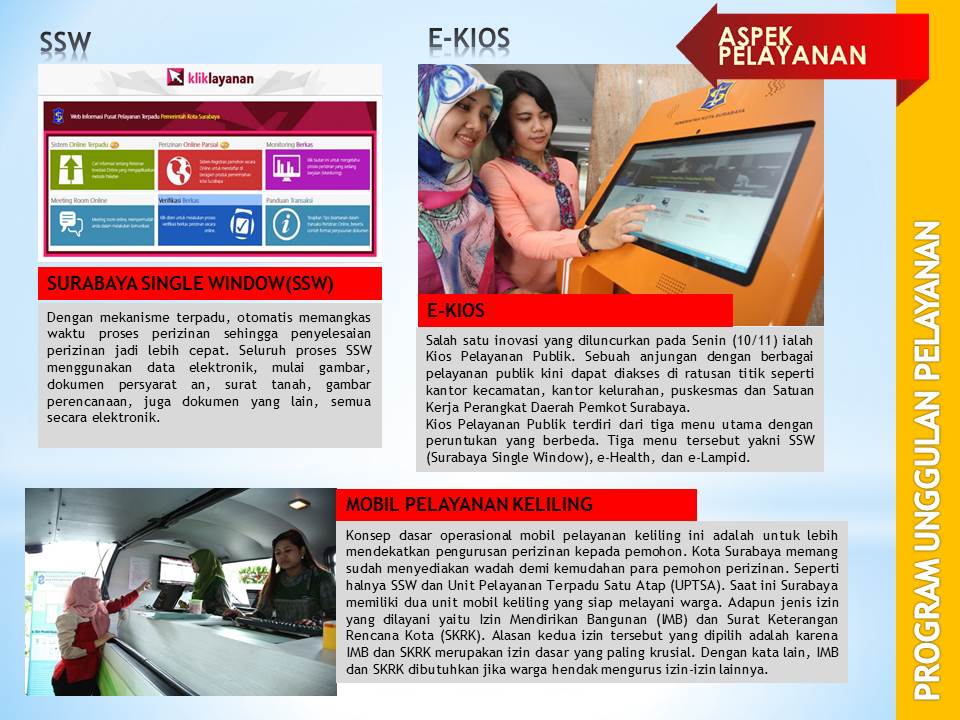 SSW
E-KIOS
ASPEK
PELAYANAN
kliklayanan
Web Informasi Pusat Pelayanan Terpadu Pemerintah Kota Surabaya
Sistem Online Terpadu
Perizinan Online Parsial
Monitoring Berkas
Meeting Room Online
Verifikasi Berkas
Panduan Transaksi
PEMERINTAH KOTA SURABAYA
SURABAYA SINGLE WINDOW(SSW)
Dengan mekanisme terpadu, otomatis memangkas
waktu proses perizinan sehingga penyelesaian
perizinan jadi lebih cepat. Seluruh proses SSW
menggunakan data elektronik, mulai gambar,
dokumen persyarat an, surat tanah, gambar
perencanaan, juga dokumen yang lain, semua
secara elektronik.
E-KIOS
Salah satu inovasi yang diluncurkan pada Senin (10/11) ialah
Kios Pelayanan Publik. Sebuah anjungan dengan berbagai
pelayanan publik kini dapat diakses di ratusan titik seperti
kantor kecamatan, kantor kelurahan, puskesmas dan Satuan
Kerja Perangkat Daerah Pemkot Surabaya.
Kios Pelayanan Publik terdiri dari tiga menu utama dengan
peruntukan yang berbeda. Tiga menu tersebut yakni SSW
(Surabaya Single Window), e-Health, dan e-Lampid.
MOBIL PELAYANAN KELILING
Konsep dasar operasional mobil pelayanan keliling ini adalah untuk lebih
mendekatkan pengurusan perizinan kepada pemohon. Kota Surabaya memang
sudah menyediakan wadah demi kemudahan para pemohon perizinan. Seperti
halnya SSW dan Unit Pelayanan Terpadu Satu Atap (UPTSA). Saat ini Surabaya
memiliki dua unit mobil keliling yang siap melayani warga. Adapun jenis izin
yang dilayani yaitu Izin Mendirikan Bangunan (IMB) dan Surat Keterangan
Rencana Kota (SKRK). Alasan kedua izin tersebut yang dipilih adalah karena
IMB dan SKRK merupakan izin dasar yang paling krusial. Dengan kata lain, IMB
dan SKRK dibutuhkan jika warga hendak mengurus izin-izin lainnya.
PROGRAM UNGGULAN PELAYANAN